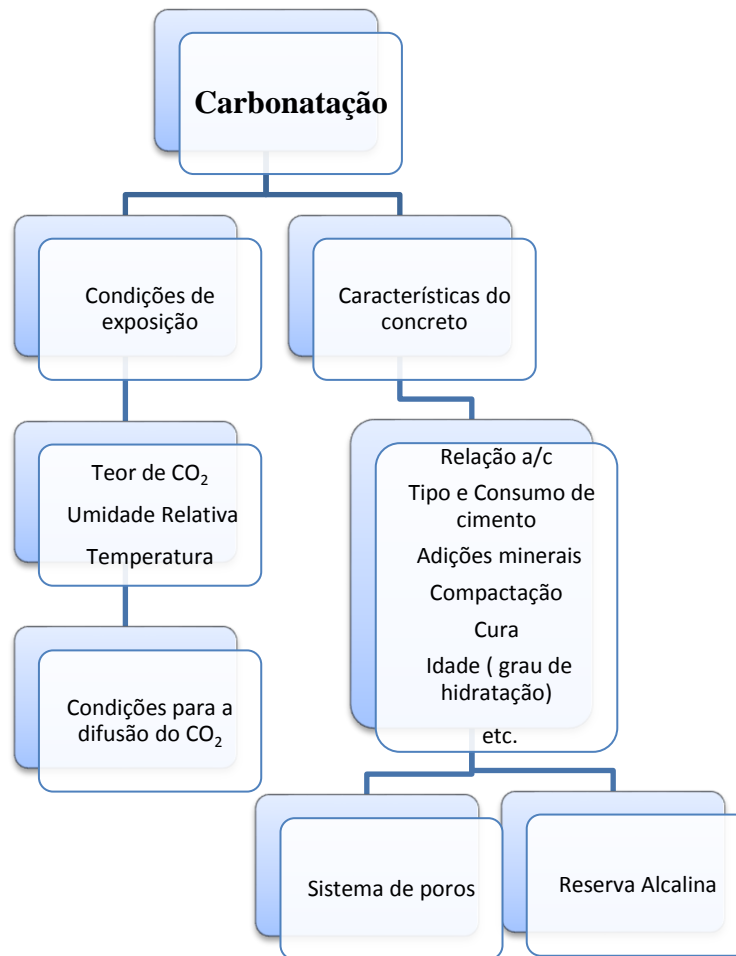 Carbonatação
Condições de
exposição
Características do
concreto
Teor de CO₂
Umidade Relativa
Temperatura
Relação a/c
Tipo e Consumo de
cimento
Adições minerais
Compactação
Cura
Idade ( grau de
hidratação)
etc.
Condições para a
difusão do CO₂
Sistema de poros
Reserva Alcalina